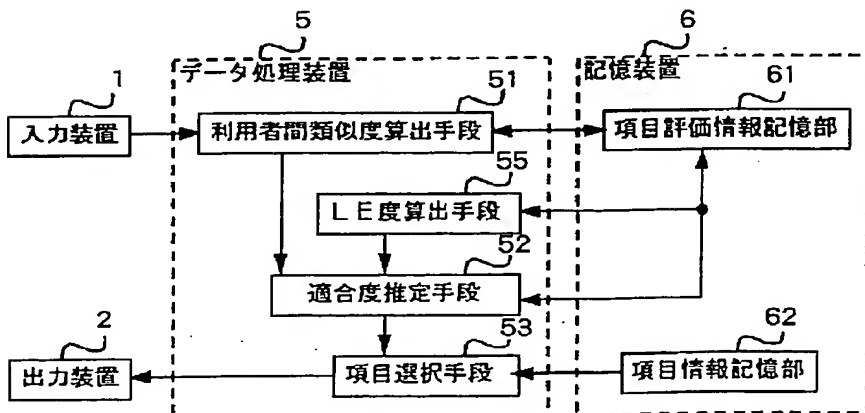 5
6
データ処理装置
記憶装置
1
51
61
入力装置
利用者間類似度算出手段
項目評価情報記憶部
55
LE度算出手段
52
適合度推定手段
2
53
62
出力装置
項目選択手段
項目情報記憶部